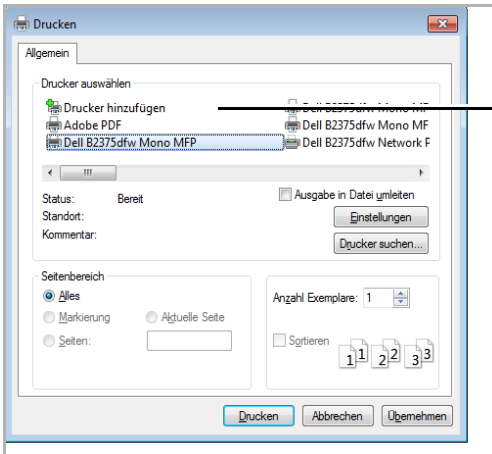 Drucken
Allgemein
Drucker auswählen
Drucker hinzufügen
Adobe PDF
Dell B2375dfw Mono MFP
Dell B2375dfw Mono MF
Dell B2375dfw Network F
Status: Bereit
Standort:
Kommentar:
Ausgabe in Datei umleiten
Einstellungen
Drucker suchen...
Seitenbereich
Alles
Markierung
Aktuelle Seite
Seiten:
Anzahl Exemplare: 1
Sortieren
1 1 2 2 3 3
Drucken Abbrechen Übernehmen